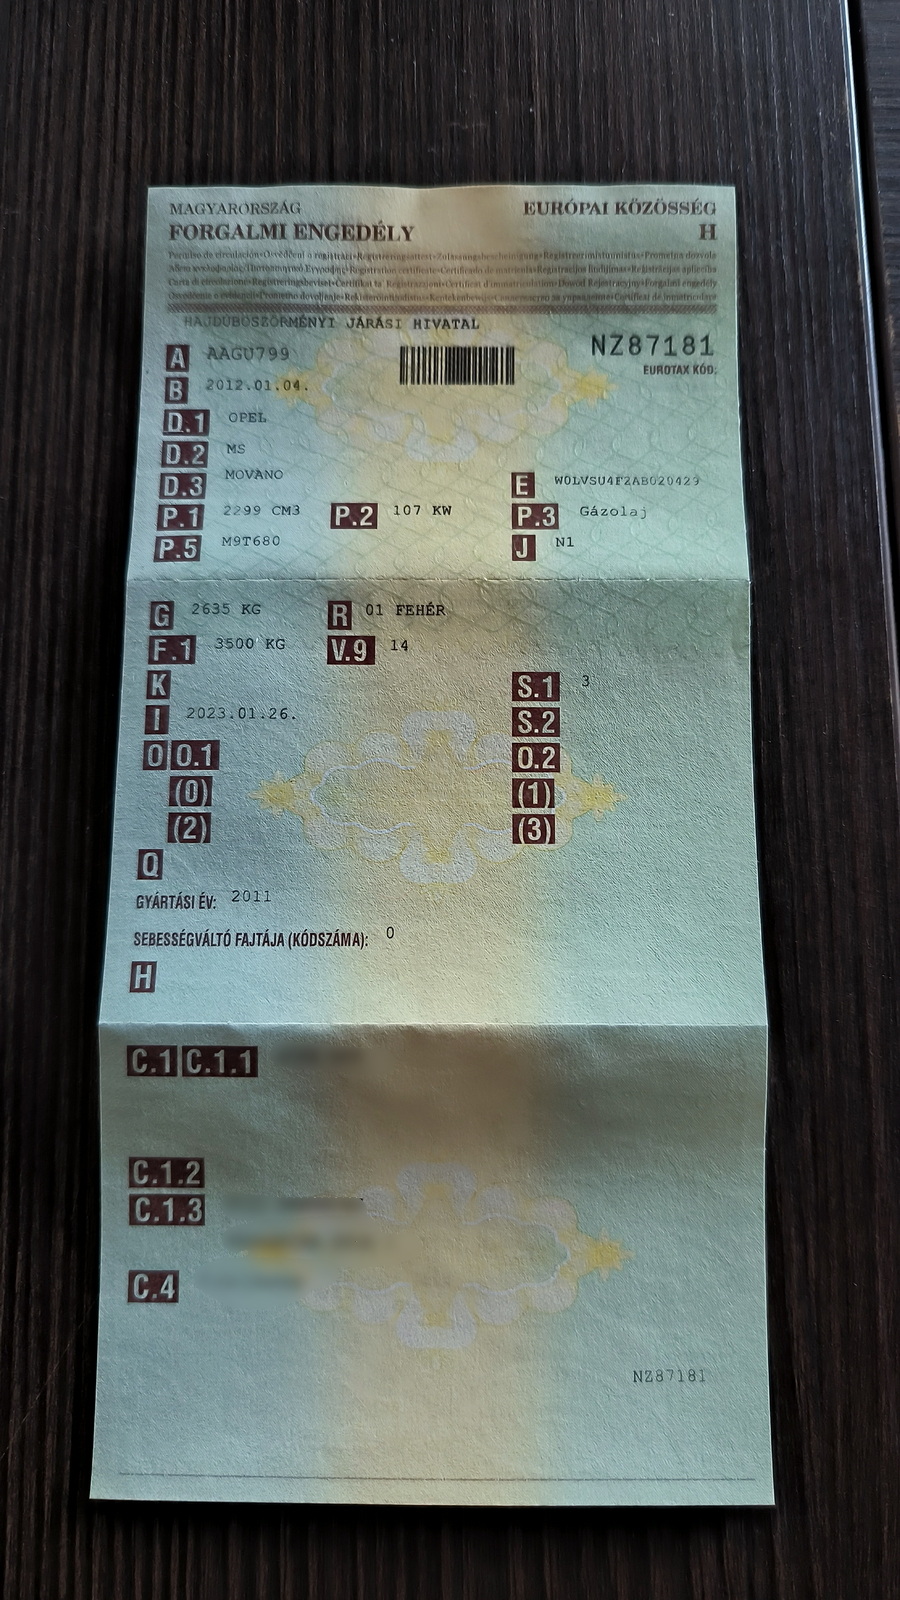 MAGYARORSZÁG EURÓPAI KÖZÖSSÉG
FORGALMI ENGEDÉLY H
HAJDÚBÖSZÖRMÉNYI JÁRÁSI HIVATAL
NZ87181
EUROTAX KÓD:
A AAGU799
B 2012.01.04.
D.1 OPEL
D.2 MS
D.3 MOVANO E W0LVSU4F2AB020429
P.1 2299 CM3 P.2 107 KW P.3 Gázolaj
P.5 M9T680 J N1
G 2635 KG R 01 FEHÉR
F.1 3500 KG V.9 14
K S.1 3
I 2023.01.26. S.2
O O.1 O.2
(0) (1)
(2) (3)
Q
GYÁRTÁSI ÉV: 2011
SEBESSÉGVÁLTÓ FAJTÁJA (KÓDSZÁMA): 0
H
C.1 C.1.1
C.1.2
C.1.3
C.4
NZ87181